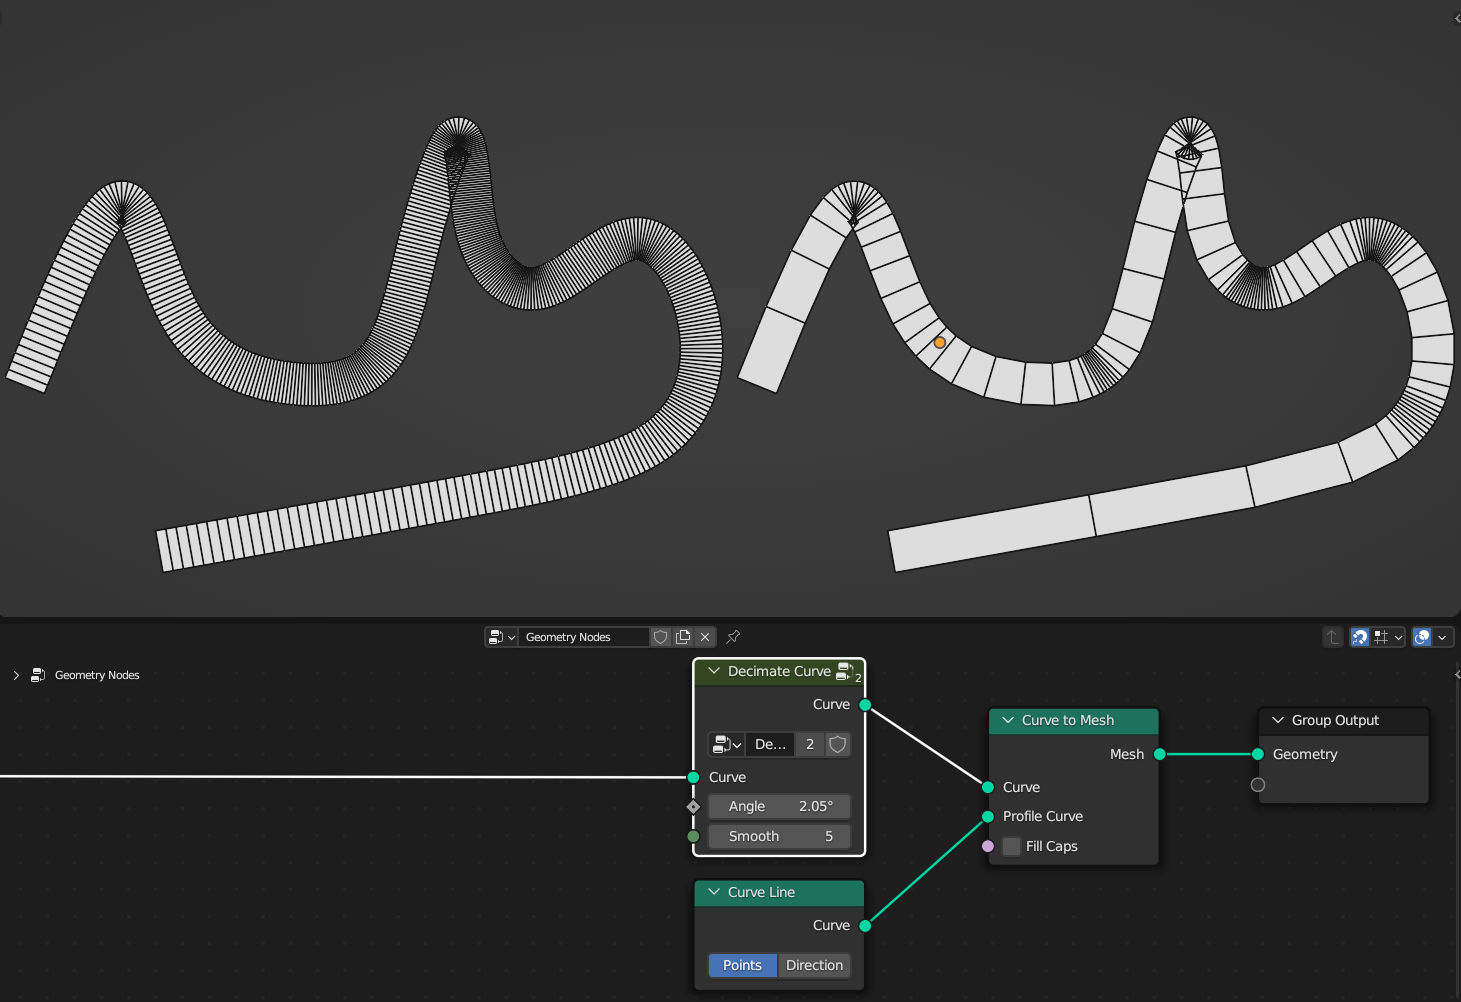 Geometry Nodes
Geometry Nodes
Decimate Curve 2
Curve
De... 2
Curve
Angle 2.05°
Smooth 5
Curve to Mesh
Mesh
Curve
Profile Curve
Fill Caps
Group Output
Geometry
Curve Line
Curve
Points Direction